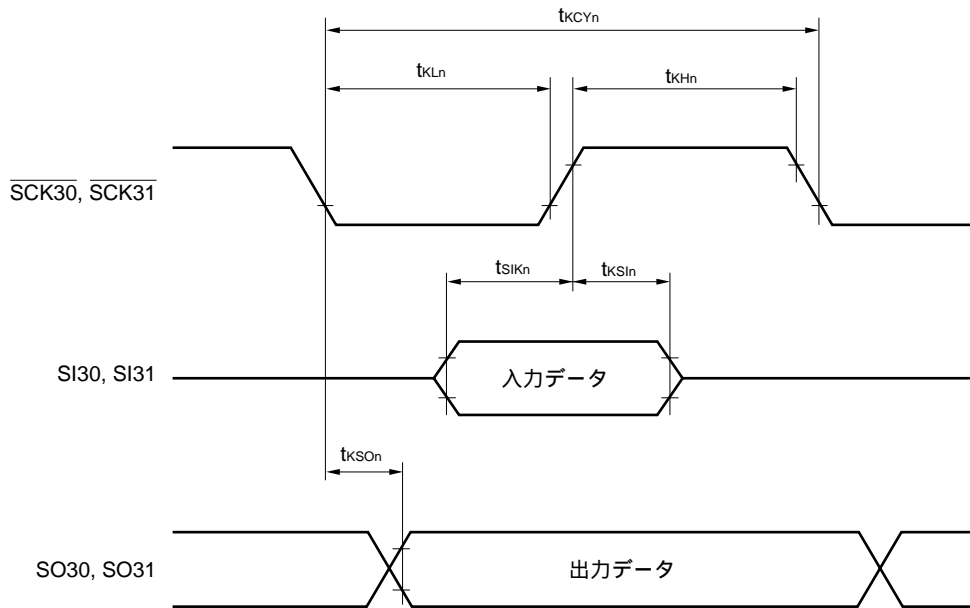 tKCYn
tKLn
tKHn
SCK30, SCK31
tSIKn
tKSIn
SI30, SI31
入力データ
tKSOn
SO30, SO31
出力データ